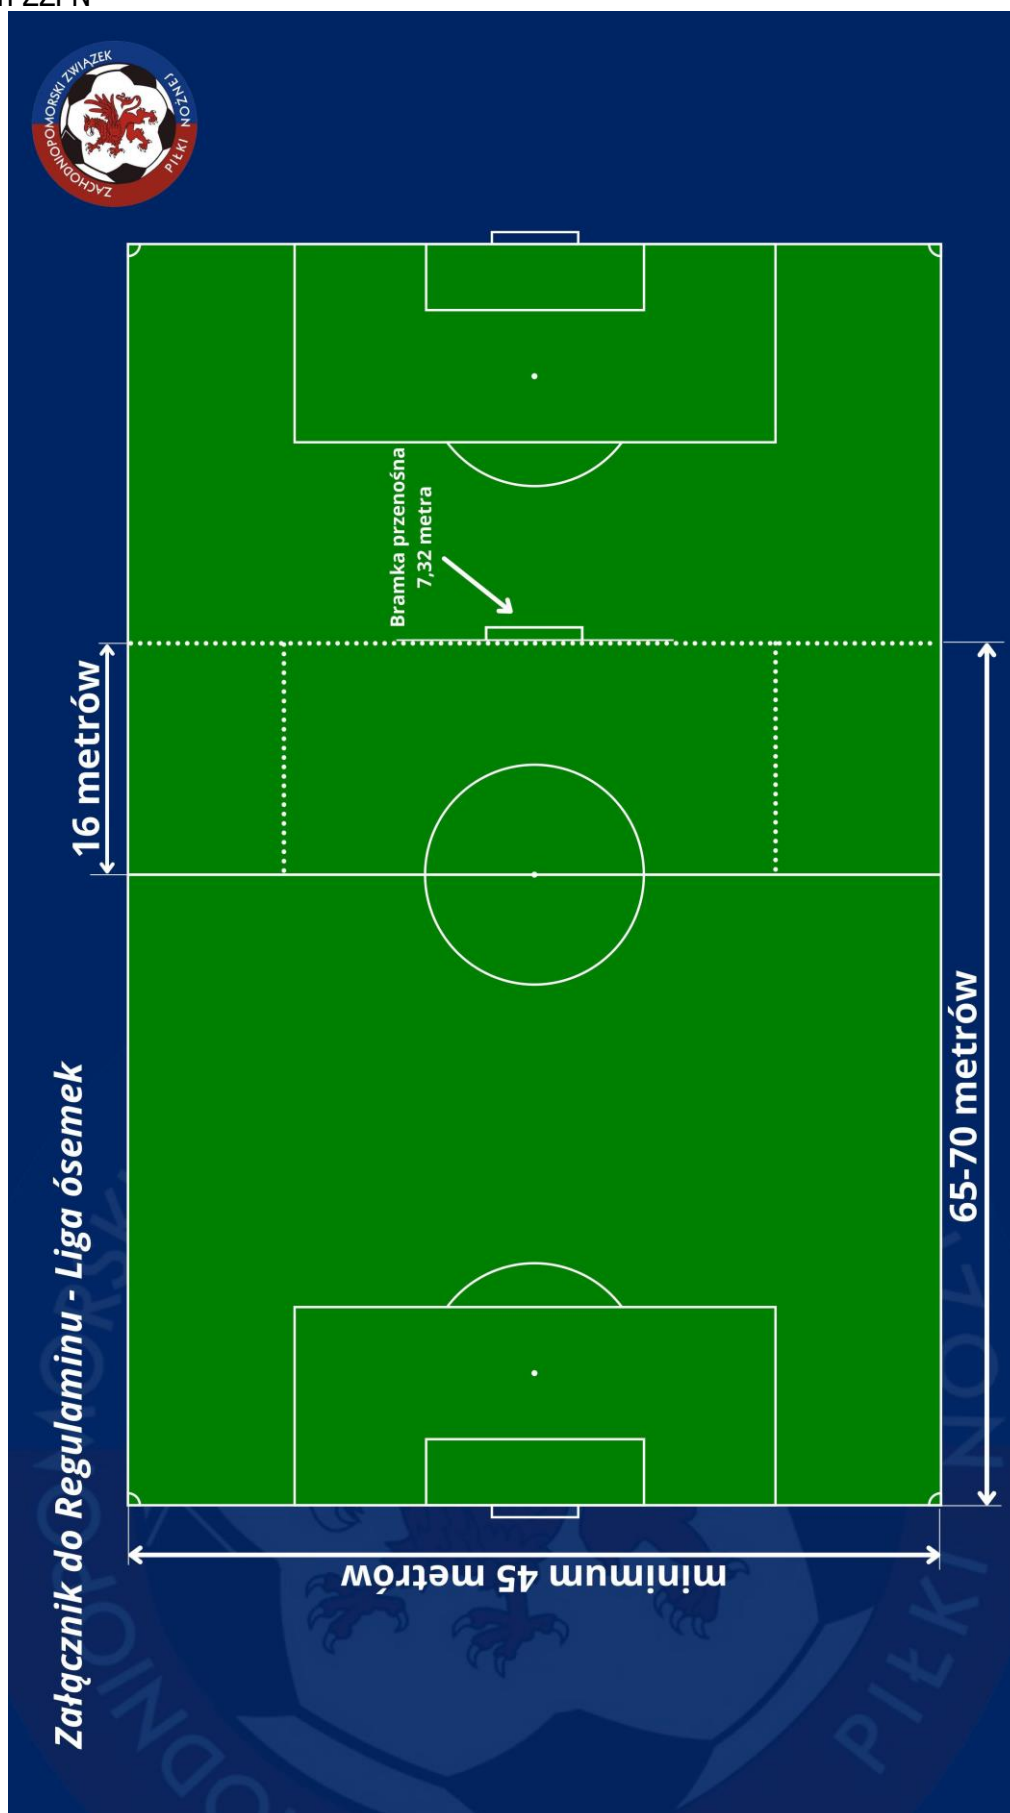 ZACHODNIOPOMORSKI ZWIĄZEK
PIŁKI NOŻNEJ
Załącznik do Regulaminu - Liga ósemek
16 metrów
Bramka przenośna
7,32 metra
65-70 metrów
minimum 45 metrów